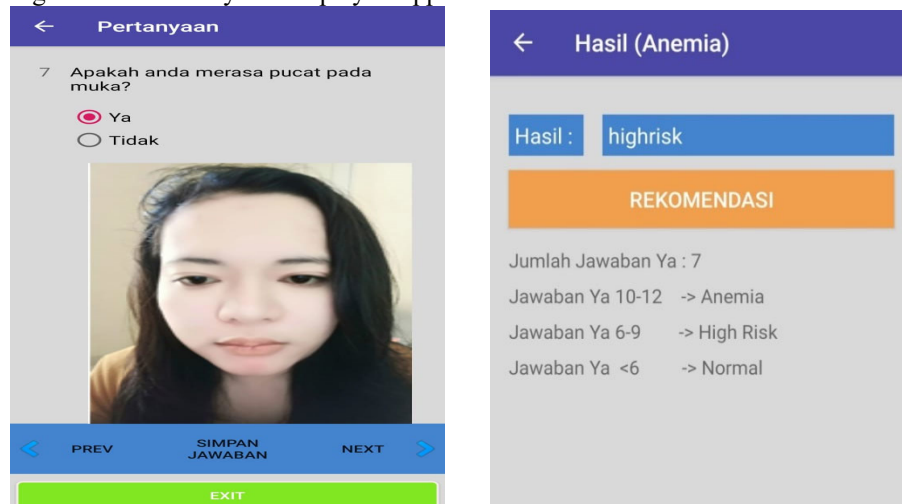 Pertanyaan
7 Apakah anda merasa pucat pada
muka?
Ya
Tidak
PREV
SIMPAN
JAWABAN
NEXT
EXIT
Hasil (Anemia)
Hasil :
highrisk
REKOMENDASI
Jumlah Jawaban Ya : 7
Jawaban Ya 10-12 -> Anemia
Jawaban Ya 6-9 -> High Risk
Jawaban Ya <6 -> Normal